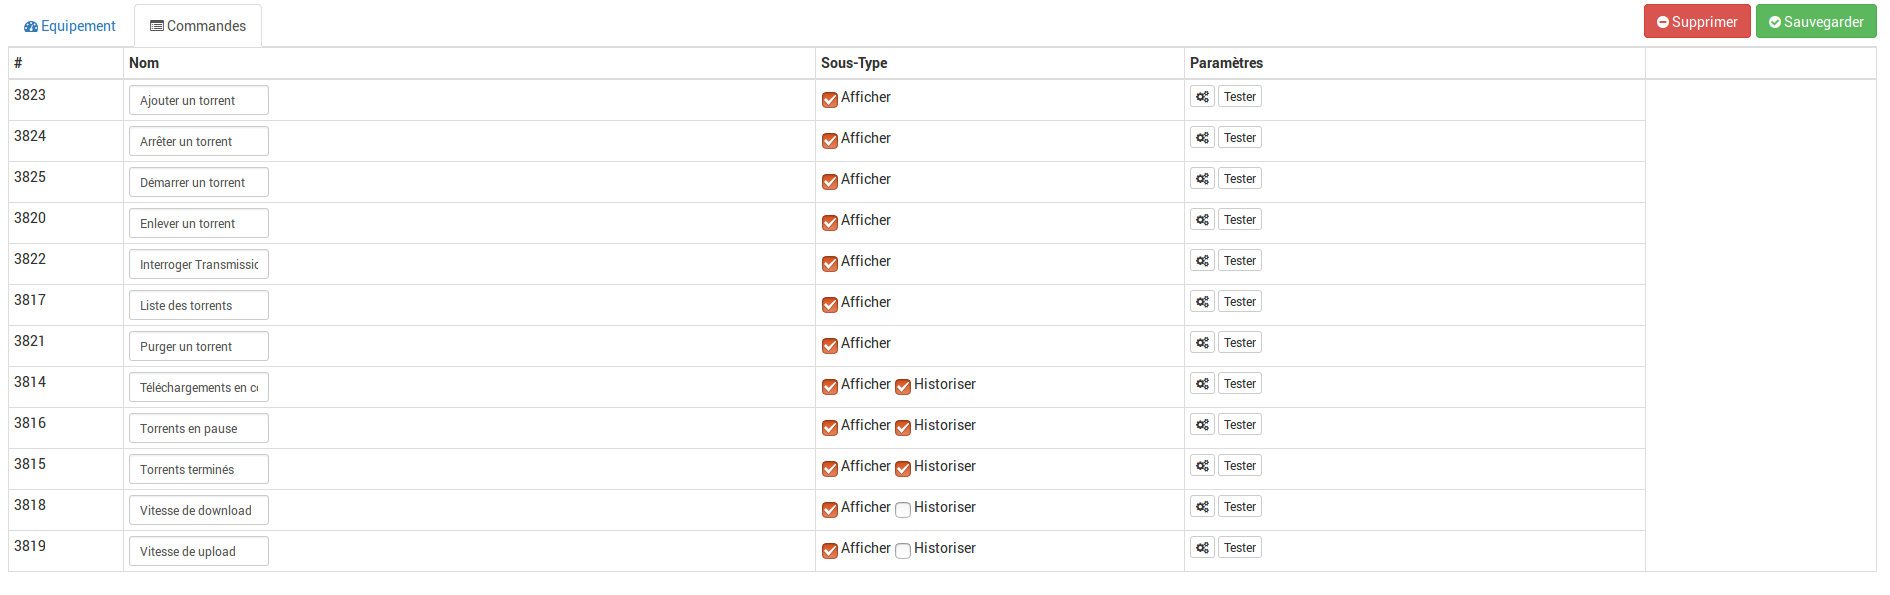 Equipement Commandes Supprimer Sauvegarder
# Nom Sous-Type Paramètres
3823 Ajouter un torrent Afficher Tester
3824 Arrêter un torrent Afficher Tester
3825 Démarrer un torrent Afficher Tester
3820 Enlever un torrent Afficher Tester
3822 Interroger Transmissic Afficher Tester
3817 Liste des torrents Afficher Tester
3821 Purger un torrent Afficher Tester
3814 Téléchargements en c Afficher Historiser Tester
3816 Torrents en pause Afficher Historiser Tester
3815 Torrents terminés Afficher Historiser Tester
3818 Vitesse de download Afficher Historiser Tester
3819 Vitesse de upload Afficher Historiser Tester